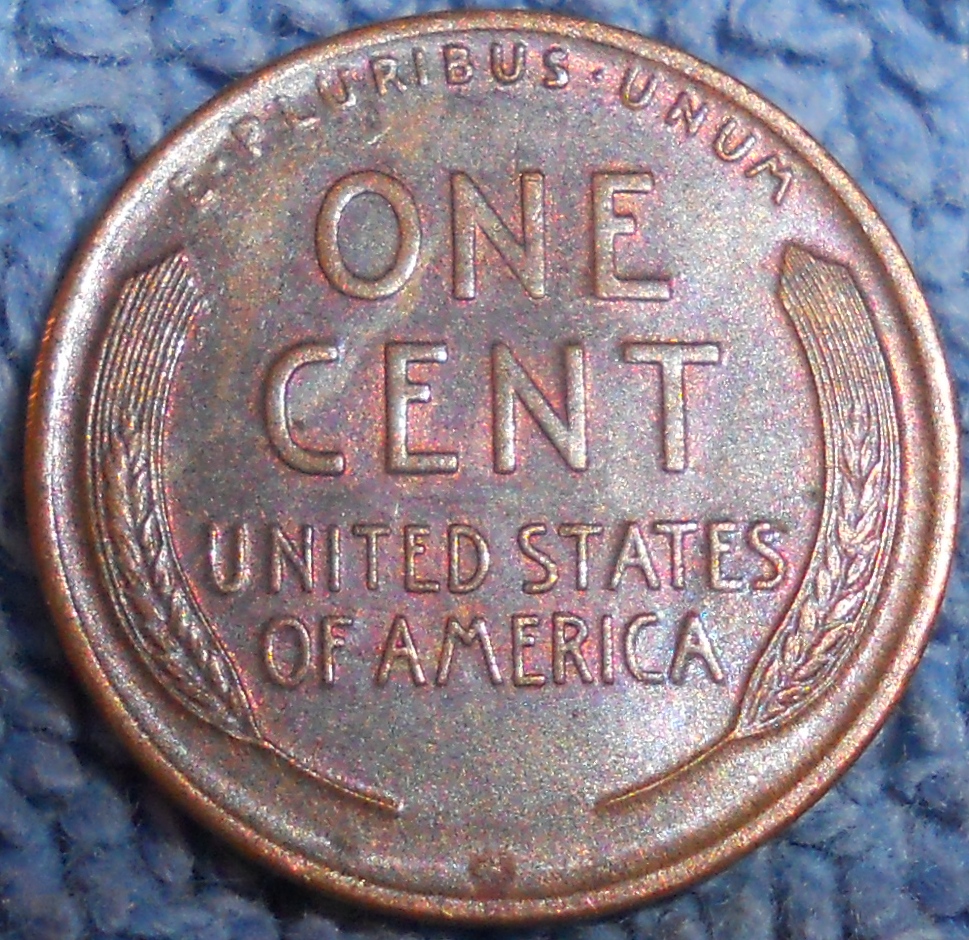 E·PLURIBUS·UNUM
ONE
CENT
UNITED STATES
OF AMERICA